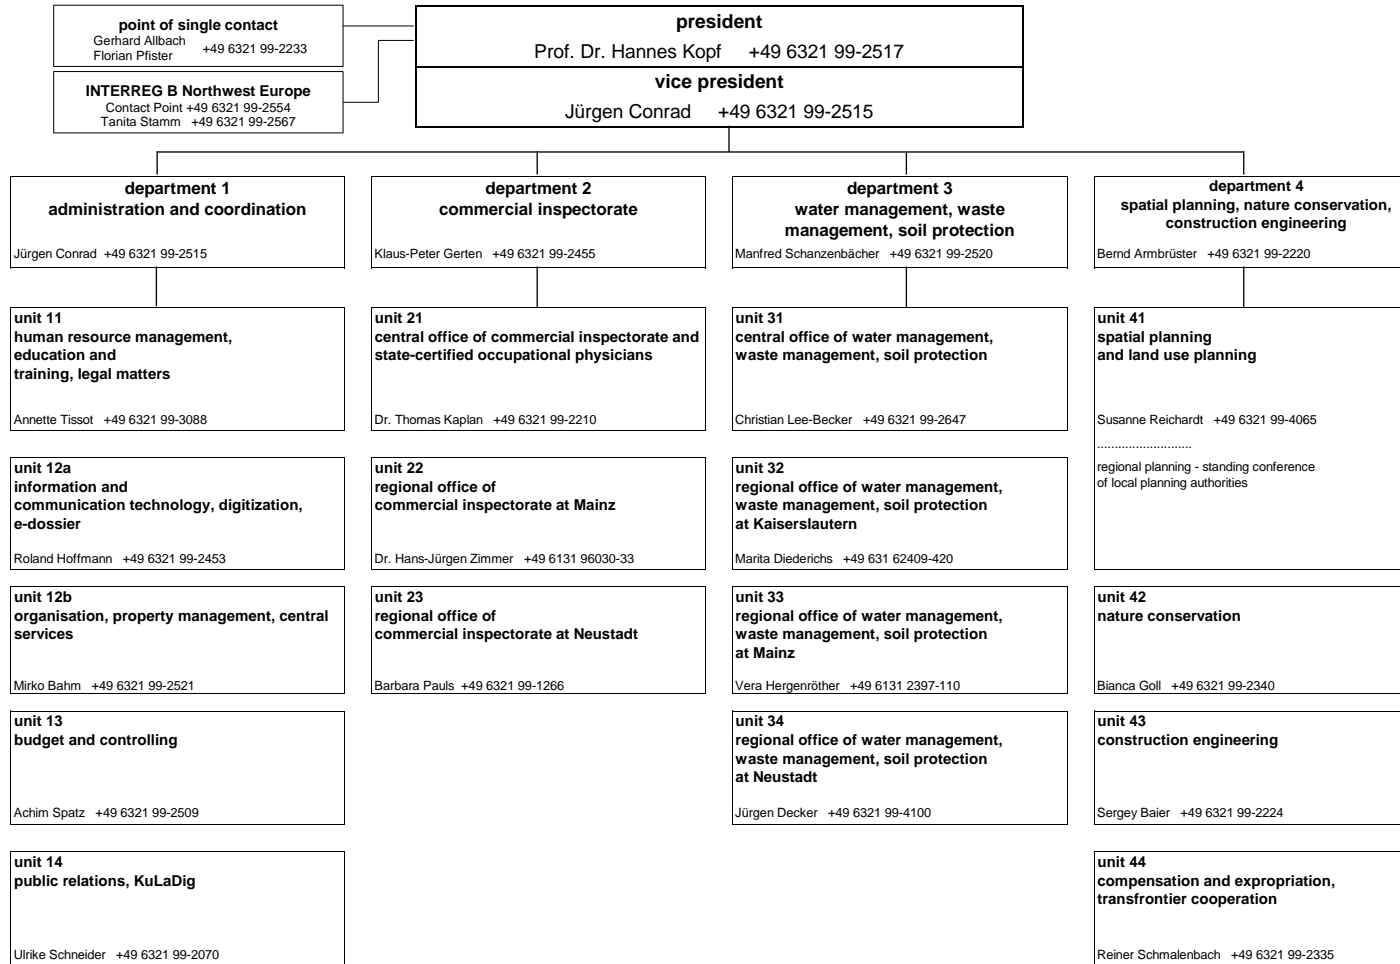 point of single contact
Gerhard Allbach
Florian Pfister
+49 6321 99-2233
INTERREG B Northwest Europe
Contact Point +49 6321 99-2554
Tanita Stamm +49 6321 99-2567
president
Prof. Dr. Hannes Kopf +49 6321 99-2517
vice president
Jürgen Conrad +49 6321 99-2515
department 1
administration and coordination
Jürgen Conrad +49 6321 99-2515
unit 11
human resource management,
education and
training, legal matters
Annette Tissot +49 6321 99-3088
unit 12a
information and
communication technology, digitization,
e-dossier
Roland Hoffmann +49 6321 99-2453
unit 12b
organisation, property management, central
services
Mirko Bahm +49 6321 99-2521
unit 13
budget and controlling
Achim Spatz +49 6321 99-2509
unit 14
public relations, KuLaDig
Ulrike Schneider +49 6321 99-2070
department 2
commercial inspectorate
Klaus-Peter Gerten +49 6321 99-2455
unit 21
central office of commercial inspectorate and
state-certified occupational physicians
Dr. Thomas Kaplan +49 6321 99-2210
unit 22
regional office of
commercial inspectorate at Mainz
Dr. Hans-Jürgen Zimmer +49 6131 96030-33
unit 23
regional office of
commercial inspectorate at Neustadt
Barbara Pauls +49 6321 99-1266
department 3
water management, waste
management, soil protection
Manfred Schanzenbächer +49 6321 99-2520
unit 31
central office of water management,
waste management, soil protection
Christian Lee-Becker +49 6321 99-2647
unit 32
regional office of water management,
waste management, soil protection
at Kaiserslautern
Marita Diederichs +49 631 62409-420
unit 33
regional office of water management,
waste management, soil protection
at Mainz
Vera Hergenröther +49 6131 2397-110
unit 34
regional office of water management,
waste management, soil protection
at Neustadt
Jürgen Decker +49 6321 99-4100
department 4
spatial planning, nature conservation,
construction engineering
Bernd Armbrüster +49 6321 99-2220
unit 41
spatial planning
and land use planning
Susanne Reichardt +49 6321 99-4065
...........................
regional planning - standing conference
of local planning authorities
unit 42
nature conservation
Bianca Goll +49 6321 99-2340
unit 43
construction engineering
Sergey Baier +49 6321 99-2224
unit 44
compensation and expropriation,
transfrontier cooperation
Reiner Schmalenbach +49 6321 99-2335